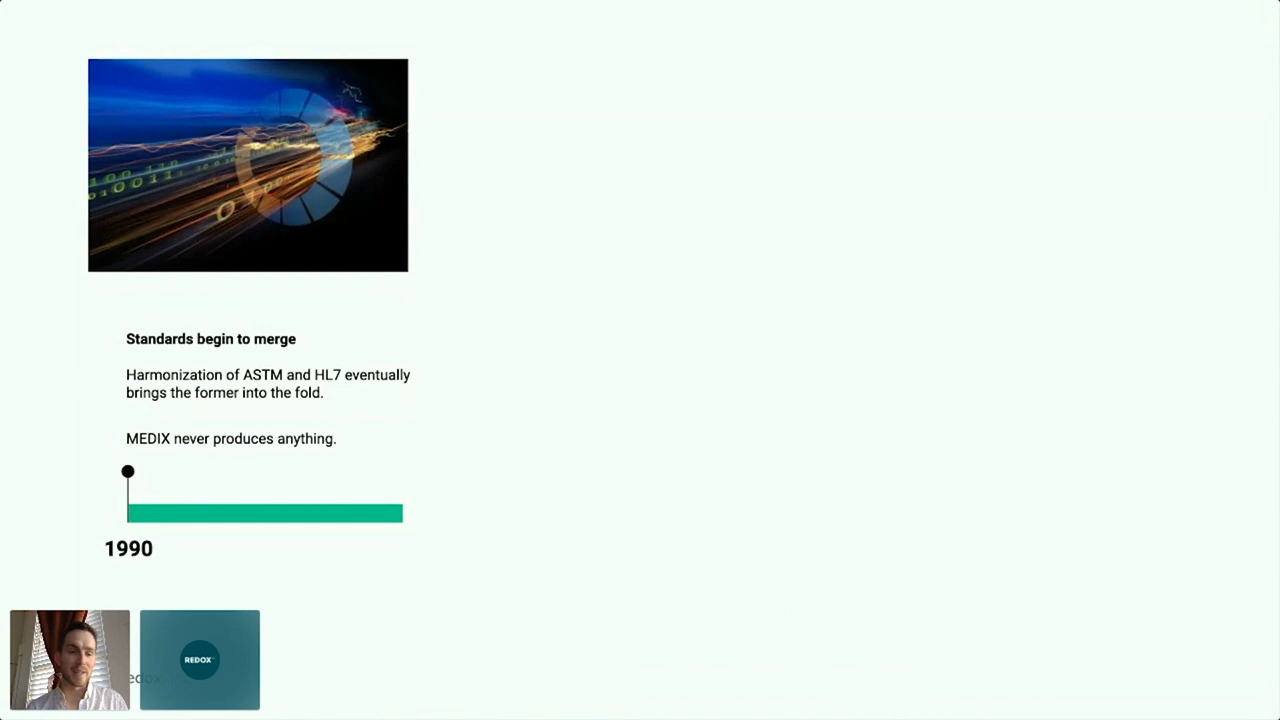 Standards begin to merge
Harmonization of ASTM and HL7 eventually
brings the former into the fold.
MEDIX never produces anything.
1990
REDOX